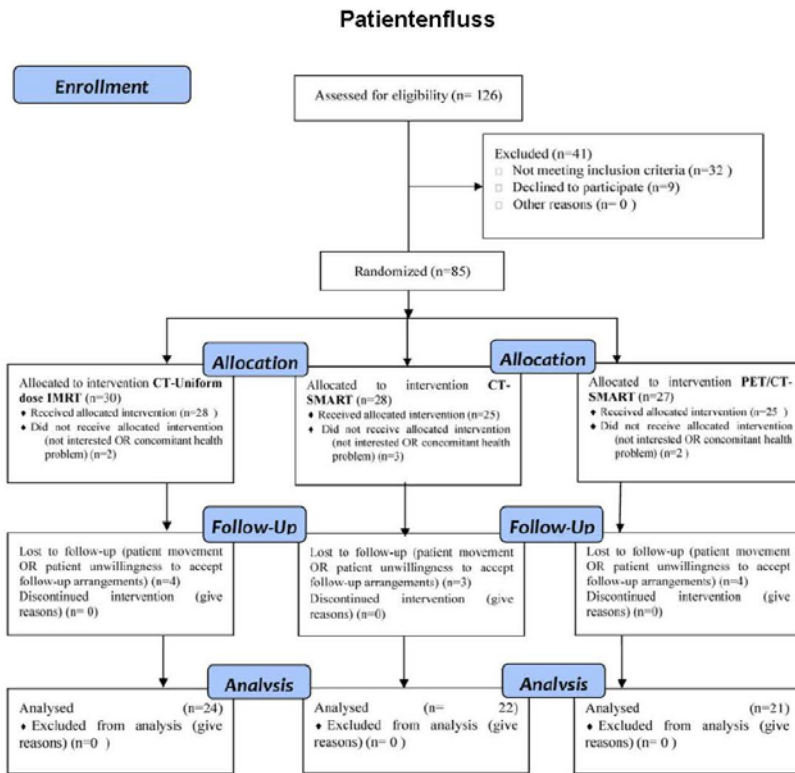 Patientenfluss
Enrollment
Assessed for eligibility (n= 126)
Excluded (n=41)
□ Not meeting inclusion criteria (n=32 )
□ Declined to participate (n=9)
□ Other reasons (n= 0 )
Randomized (n=85)
Allocation
Allocation
Allocated to intervention CT-Uniform
dose IMRT (n=30)
♦ Received allocated intervention (n=28 )
♦ Did not receive allocated intervention
(not interested OR concomitant health
problem) (n=2)
Allocated to intervention CT-
SMART (n=28)
♦ Received allocated intervention (n=25)
♦ Did not receive allocated intervention
(not interested OR concomitant health
problem) (n=3)
Allocated to intervention PET/CT-
SMART (n=27)
♦ Received allocated intervention (n=25 )
♦ Did not receive allocated intervention
(not interested OR concomitant health
problem) (n=2 )
Follow-Up
Follow-Up
Lost to follow-up (patient movement
OR patient unwillingness to accept
follow-up arrangements) (n=4)
Discontinued intervention (give
reasons) (n= 0)
Lost to follow-up (patient movement
OR patient unwillingness to accept
follow-up arrangements) (n=3)
Discontinued intervention (give
reasons) (n=0)
Lost to follow-up (patient movement
OR patient unwillingness to accept
follow-up arrangements) (n=4)
Discontinued intervention (give
reasons) (n=0)
Analysis
Analysis
Analysed (n=24)
♦ Excluded from analysis (give
reasons) (n=0 )
Analysed (n= 22)
♦ Excluded from analysis (give
reasons) (n= 0 )
Analysed (n=21)
♦ Excluded from analysis (give
reasons) (n= 0 )